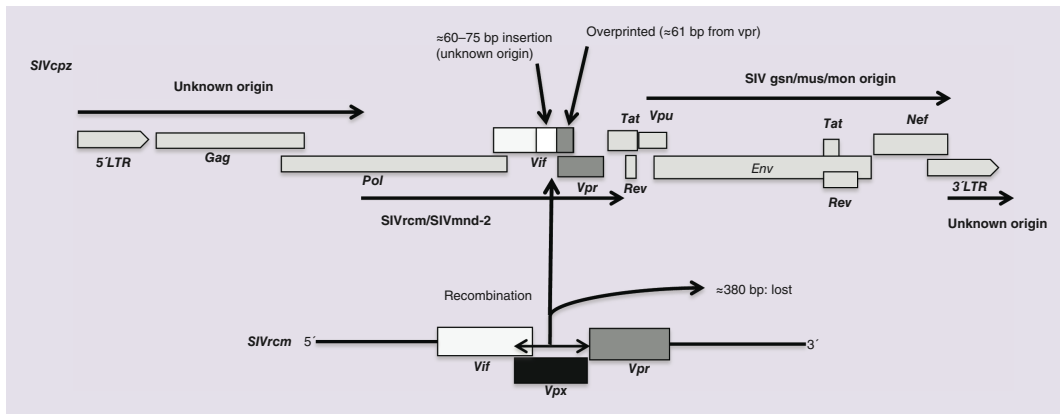 ≈60–75 bp insertion
(unknown origin)
Overprinted (≈61 bp from vpr)
SIVcpz
Unknown origin
SIV gsn/mus/mon origin
5´LTR
Gag
Pol
Vif
Vpr
Tat
Vpu
Rev
Env
Tat
Rev
Nef
3´LTR
SIVrcm/SIVmnd-2
Unknown origin
Recombination
≈380 bp: lost
SIVrcm 5´
3´
Vif
Vpx
Vpr